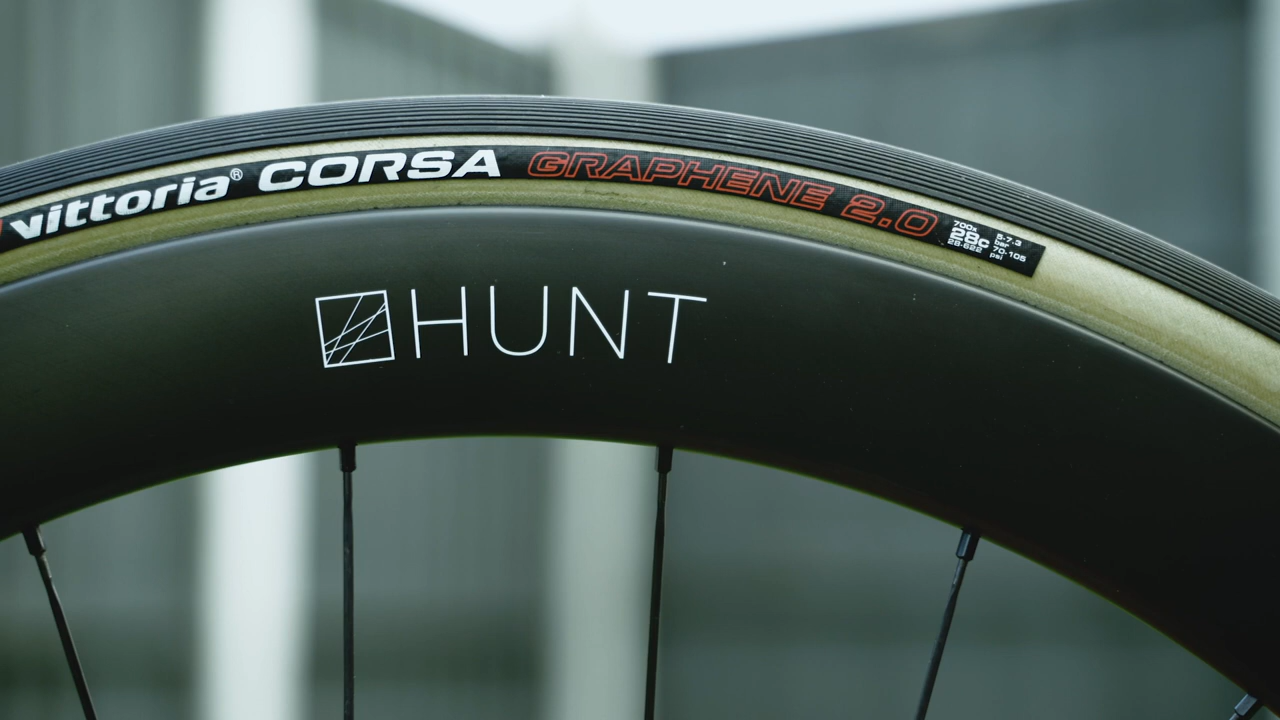 vittoria® CORSA GRAPHENE 2.0
700x
28c
28-622
5-7.3
bar
70-105
psi
HUNT